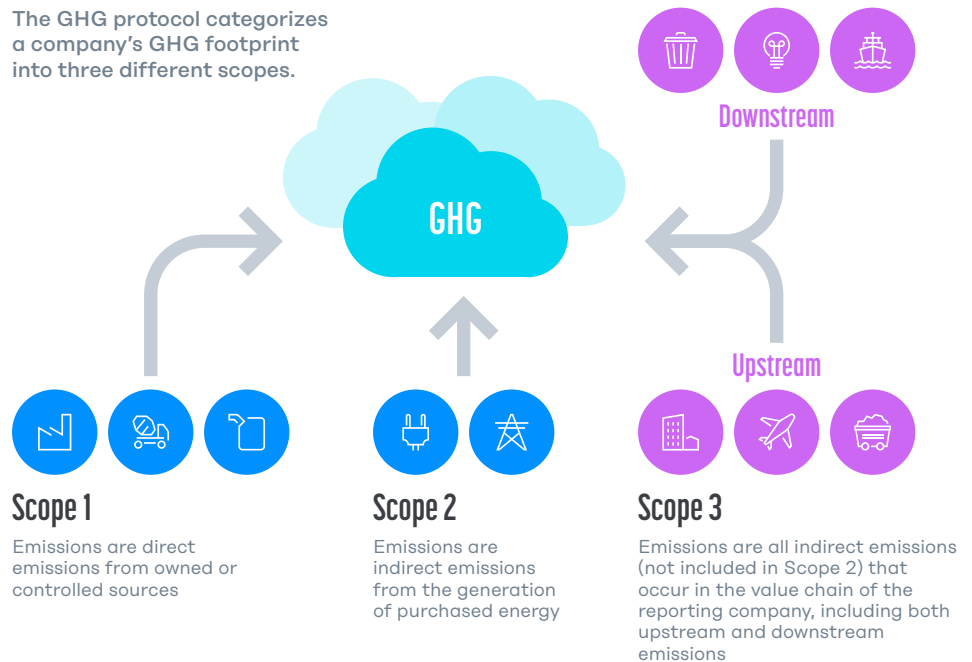 The GHG protocol categorizes
a company's GHG footprint
into three different scopes.
Downstream
GHG
Upstream
Scope 1
Emissions are direct
emissions from owned or
controlled sources
Scope 2
Emissions are
indirect emissions
from the generation
of purchased energy
Scope 3
Emissions are all indirect emissions
(not included in Scope 2) that
occur in the value chain of the
reporting company, including both
upstream and downstream
emissions